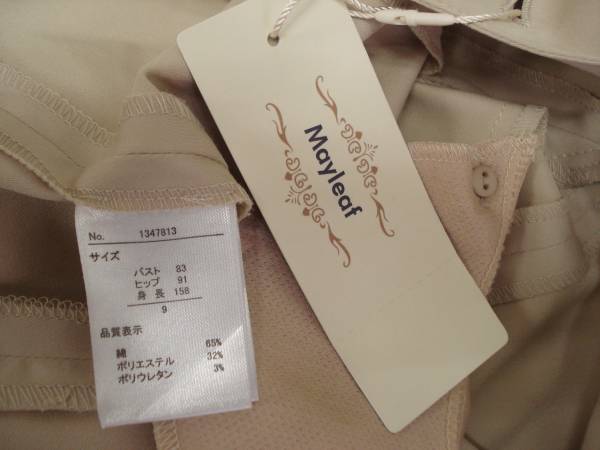 Mayleaf
No. 1347813
サイズ
バスト 83
ヒップ 91
身長 158
9
品質表示
綿 65%
ポリエステル 32%
ポリウレタン 3%